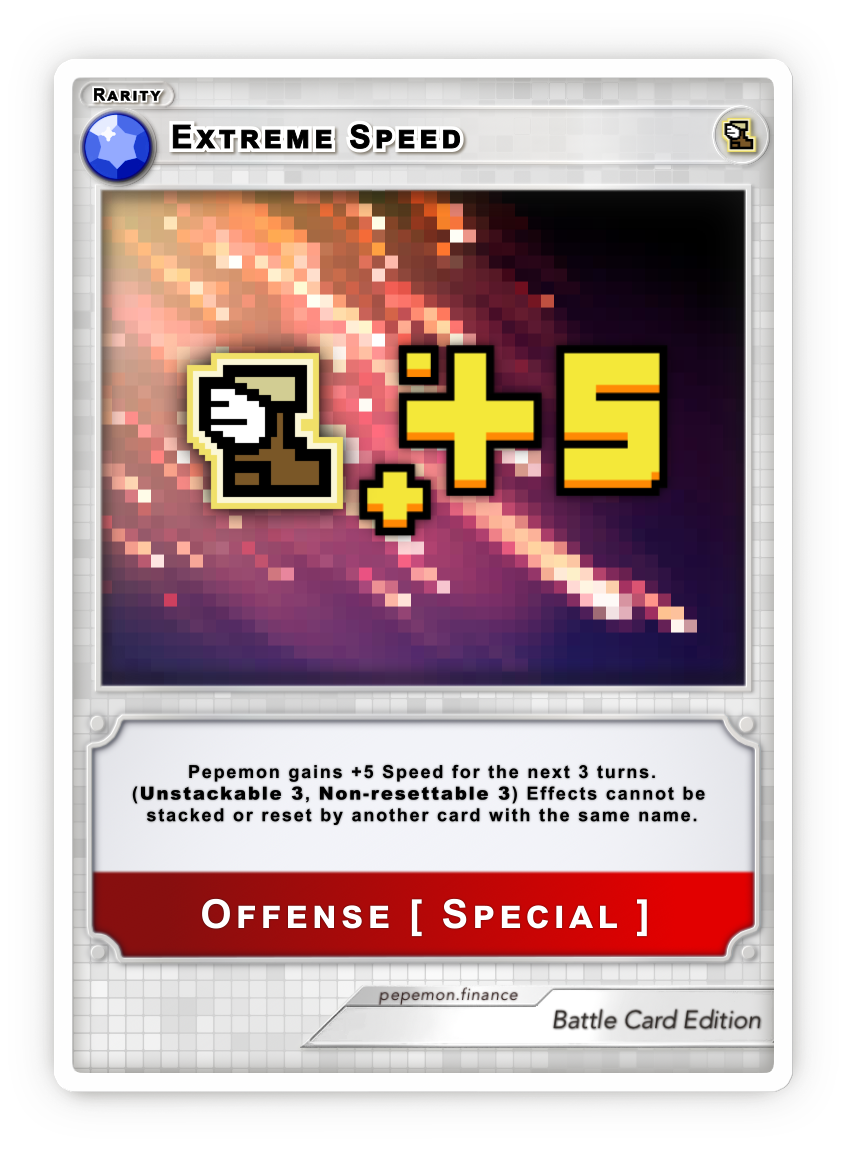 Rarity
Extreme Speed
+5
Pepemon gains +5 Speed for the next 3 turns.
(Unstackable 3, Non-resettable 3) Effects cannot be
stacked or reset by another card with the same name.
Offense [ Special ]
pepemon.finance
Battle Card Edition